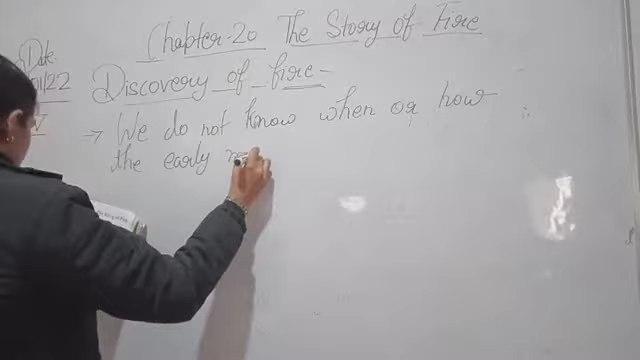 Chapter-20 The Story of Fire
Date
01/22
Discovery of fire-
V
→ We do not know when or how
the early